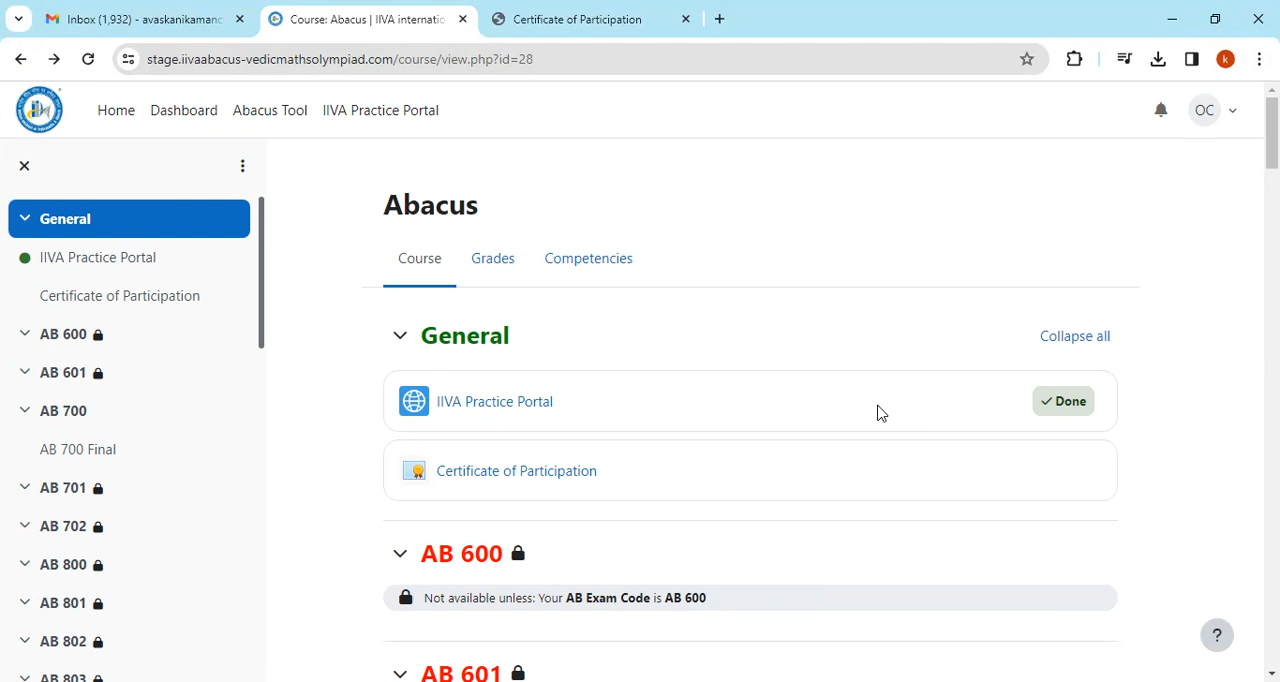 Inbox (1,932) - avaskanikamanc
Course: Abacus | IIVA internatio
Certificate of Participation
stage.iivaabacus-vedicmathsolympiad.com/course/view.php?id=28
k
Home Dashboard Abacus Tool IIVA Practice Portal
OC
General
IIVA Practice Portal
Certificate of Participation
AB 600
AB 601
AB 700
AB 700 Final
AB 701
AB 702
AB 800
AB 801
AB 802
AB 803
Abacus
Course Grades Competencies
General
Collapse all
IIVA Practice Portal
Done
Certificate of Participation
AB 600
Not available unless: Your AB Exam Code is AB 600
AB 601
?